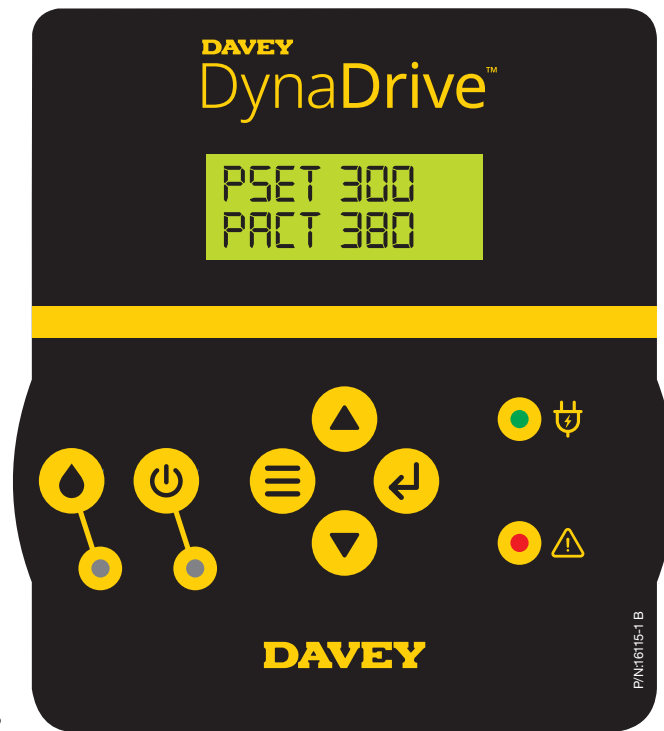 DAVEY
DynaDrive™
PSET 300
PACT 380
DAVEY
P/N:16115-1 B